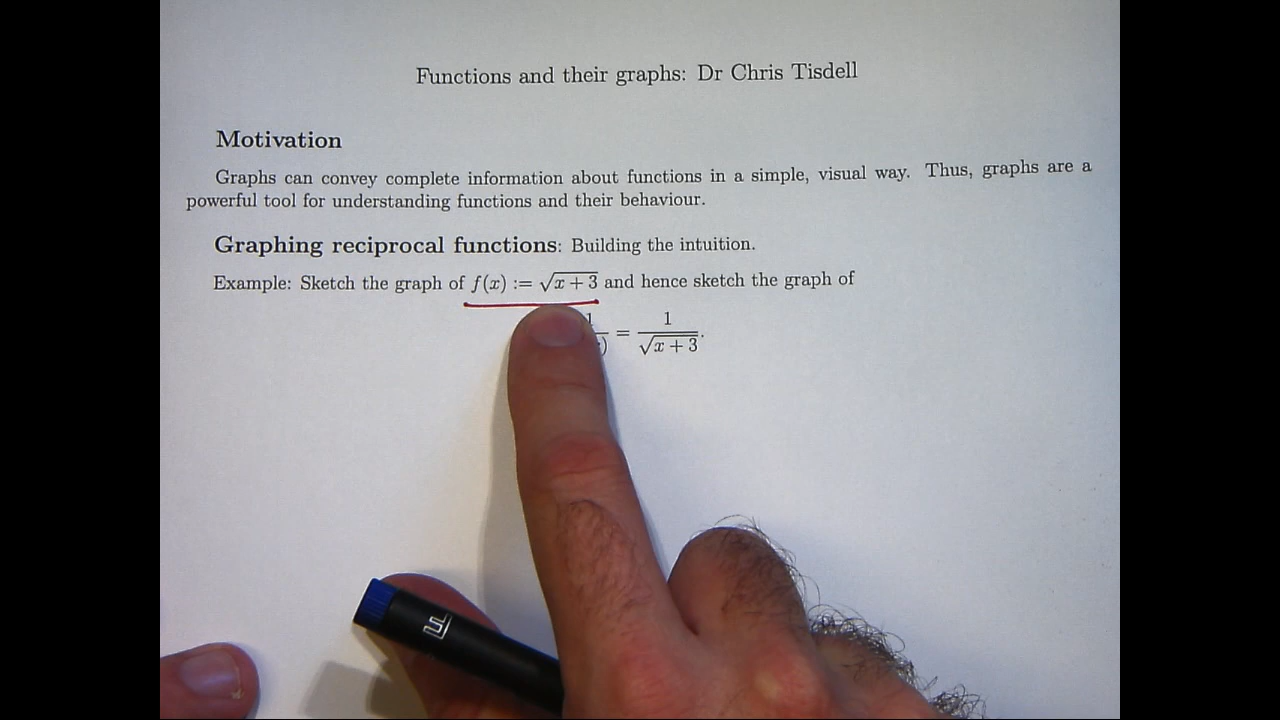 Functions and their graphs: Dr Chris Tisdell
Motivation
Graphs can convey complete information about functions in a simple, visual way. Thus, graphs are a
powerful tool for understanding functions and their behaviour.
Graphing reciprocal functions: Building the intuition.
Example: Sketch the graph of f(x) := √x + 3 and hence sketch the graph of
1 / ) = 1 / √x + 3.